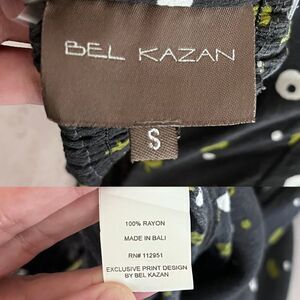 BEL KAZAN
S
100% RAYON
MADE IN BALI
RN# 112951
EXCLUSIVE PRINT DESIGN
BY BEL KAZAN